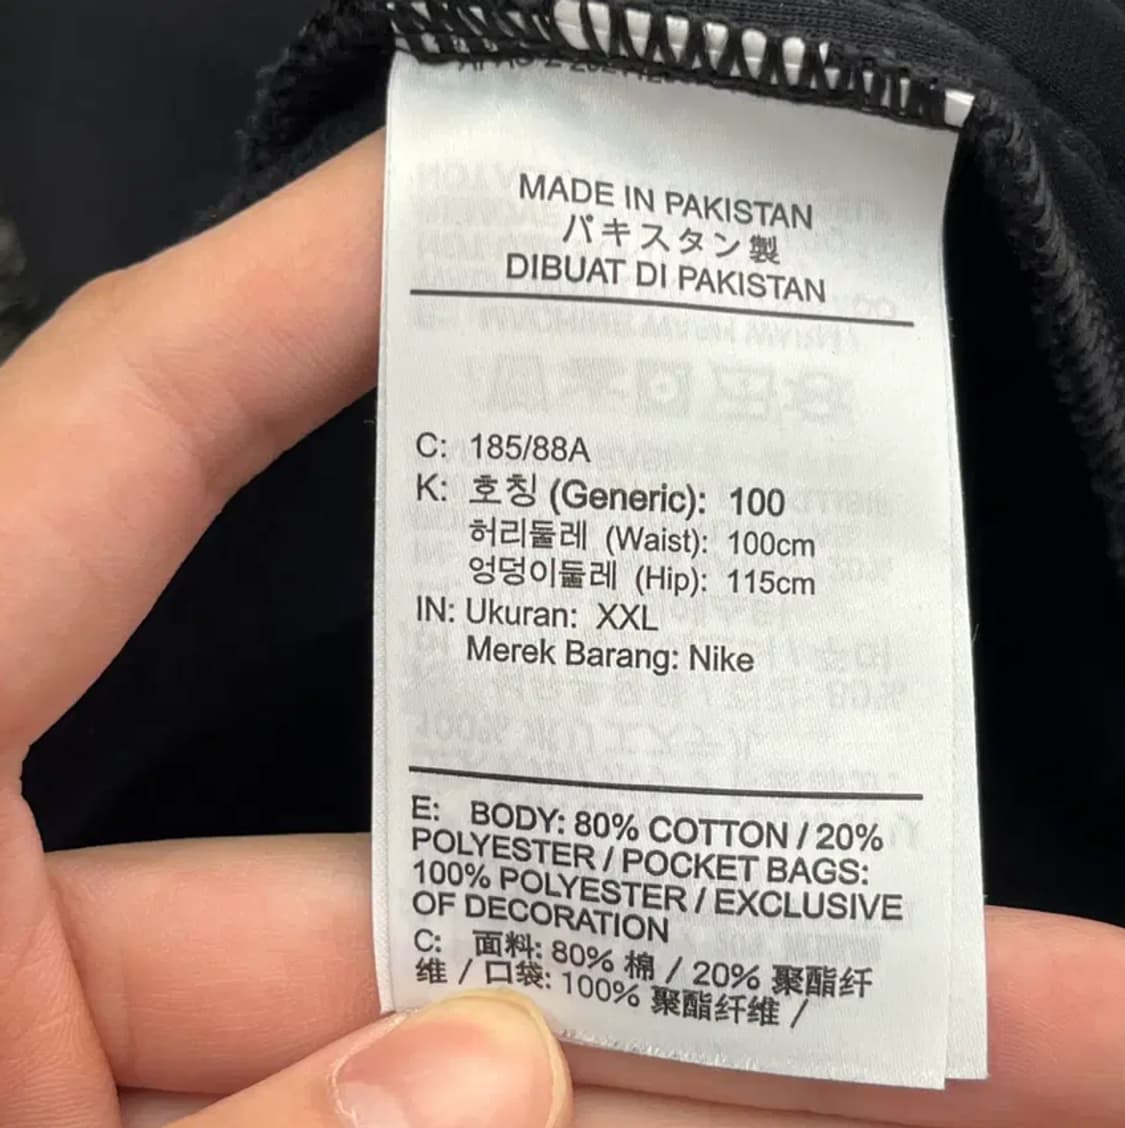 MADE IN PAKISTAN
パキスタン製
DIBUAT DI PAKISTAN
C: 185/88A
K: 호칭 (Generic): 100
허리둘레 (Waist): 100cm
엉덩이둘레 (Hip): 115cm
IN: Ukuran: XXL
Merek Barang: Nike
E: BODY: 80% COTTON / 20%
POLYESTER / POCKET BAGS:
100% POLYESTER / EXCLUSIVE
OF DECORATION
C: 面料: 80% 棉 / 20% 聚酯纤
维 / 口袋: 100% 聚酯纤维 /